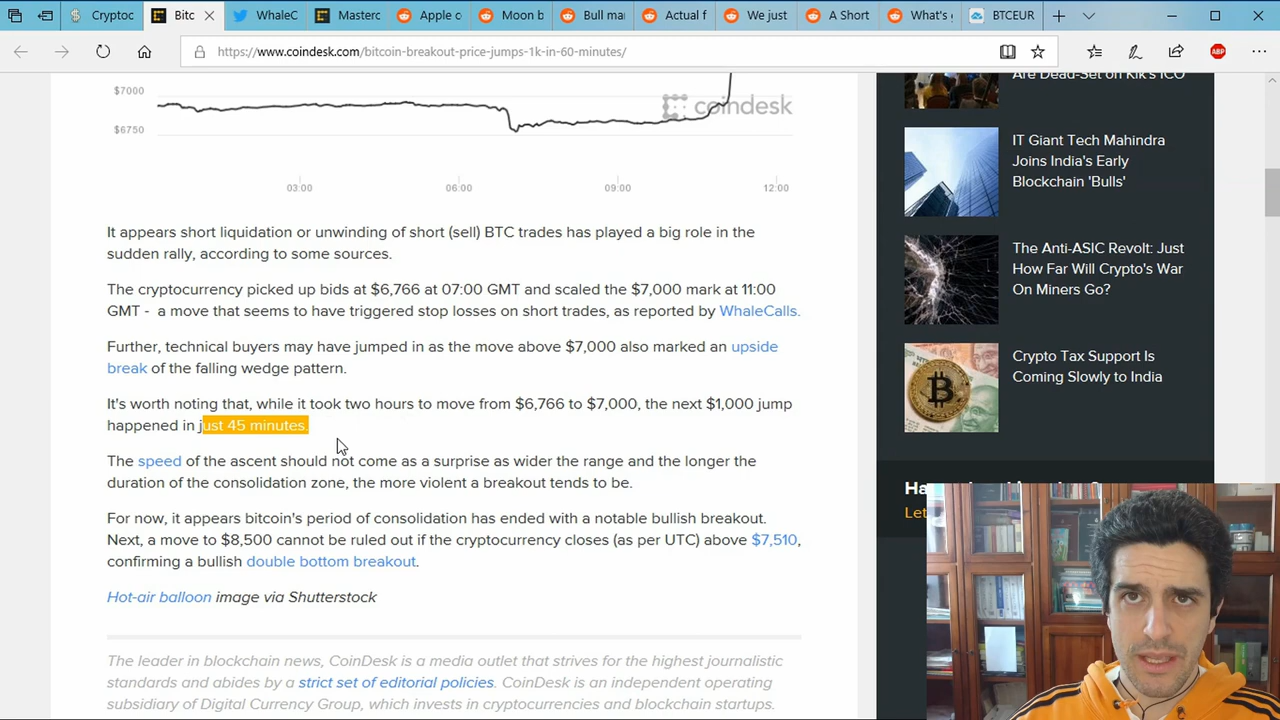 Cryptoc
Bitc
WhaleC
Masterc
Apple c
Moon b
Bull ma
Actual f
We just
A Short
What's g
BTCEUR
https://www.coindesk.com/bitcoin-breakout-price-jumps-1k-in-60-minutes/
ABP
$7000
coindesk
$6750
03:00
06:00
09:00
12:00
It appears short liquidation or unwinding of short (sell) BTC trades has played a big role in the
sudden rally, according to some sources.
The cryptocurrency picked up bids at $6,766 at 07:00 GMT and scaled the $7,000 mark at 11:00
GMT - a move that seems to have triggered stop losses on short trades, as reported by WhaleCalls.
Further, technical buyers may have jumped in as the move above $7,000 also marked an upside
break of the falling wedge pattern.
It's worth noting that, while it took two hours to move from $6,766 to $7,000, the next $1,000 jump
happened in just 45 minutes.
The speed of the ascent should not come as a surprise as wider the range and the longer the
duration of the consolidation zone, the more violent a breakout tends to be.
For now, it appears bitcoin's period of consolidation has ended with a notable bullish breakout.
Next, a move to $8,500 cannot be ruled out if the cryptocurrency closes (as per UTC) above $7,510,
confirming a bullish double bottom breakout.
Hot-air balloon image via Shutterstock
The leader in blockchain news, CoinDesk is a media outlet that strives for the highest journalistic
standards and abides by a strict set of editorial policies. CoinDesk is an independent operating
subsidiary of Digital Currency Group, which invests in cryptocurrencies and blockchain startups.
Are Dead-Set on Kik's ICO
IT Giant Tech Mahindra
Joins India's Early
Blockchain 'Bulls'
The Anti-ASIC Revolt: Just
How Far Will Crypto's War
On Miners Go?
Crypto Tax Support Is
Coming Slowly to India
Ha
Let